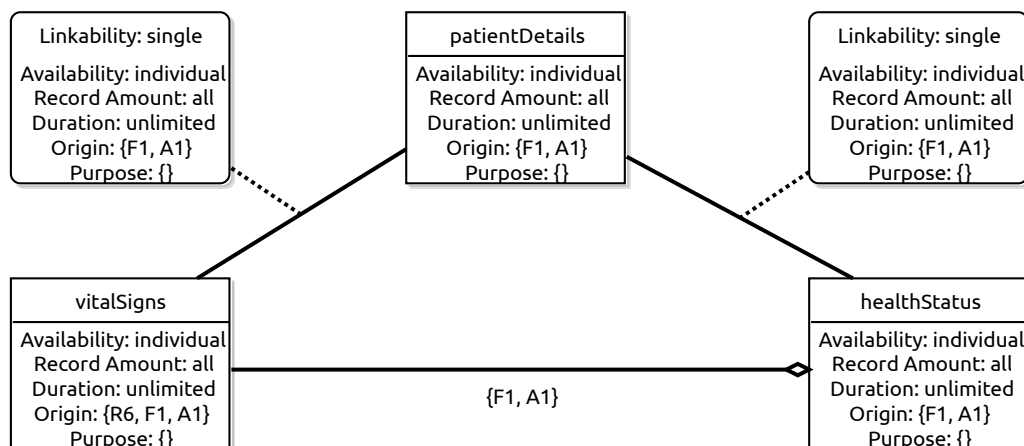 Linkability: single
Availability: individual
Record Amount: all
Duration: unlimited
Origin: {F1, A1}
Purpose: {}
patientDetails
Availability: individual
Record Amount: all
Duration: unlimited
Origin: {F1, A1}
Purpose: {}
Linkability: single
Availability: individual
Record Amount: all
Duration: unlimited
Origin: {F1, A1}
Purpose: {}
vitalSigns
Availability: individual
Record Amount: all
Duration: unlimited
Origin: {R6, F1, A1}
Purpose: {}
{F1, A1}
healthStatus
Availability: individual
Record Amount: all
Duration: unlimited
Origin: {F1, A1}
Purpose: {}